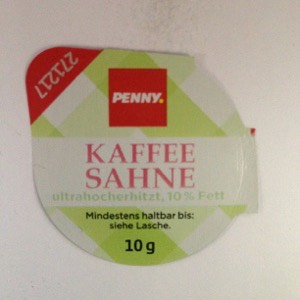 271217
PENNY.
KAFFEE
SAHNE
ultrahocherhitzt, 10% Fett
Mindestens haltbar bis:
siehe Lasche.
10 g